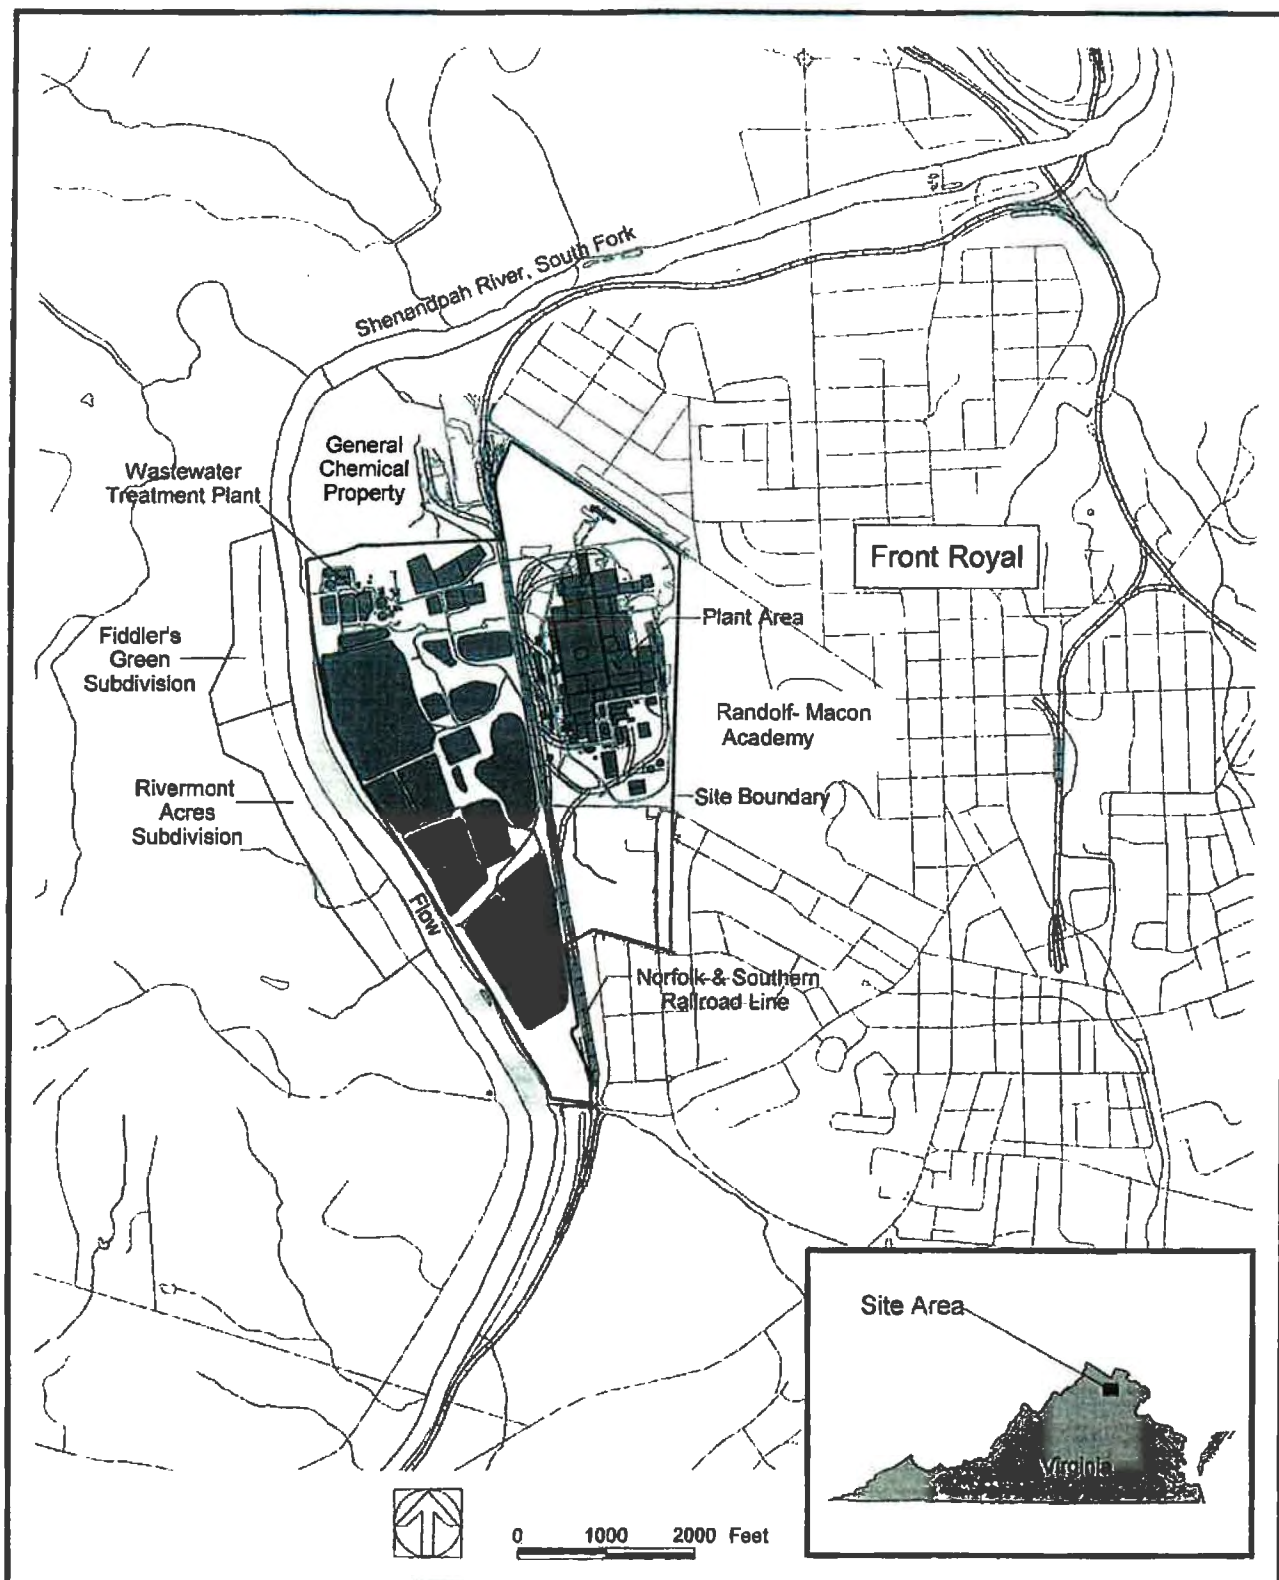 Shenandoah River, South Fork
General
Chemical
Property
Wastewater
Treatment Plant
Front Royal
Plant Area
Fiddler's
Green
Subdivision
Randolf- Macon
Academy
Rivermont
Acres
Subdivision
Site Boundary
Flow
Norfolk & Southern
Railroad Line
Site Area
Virginia
0 1000 2000 Feet